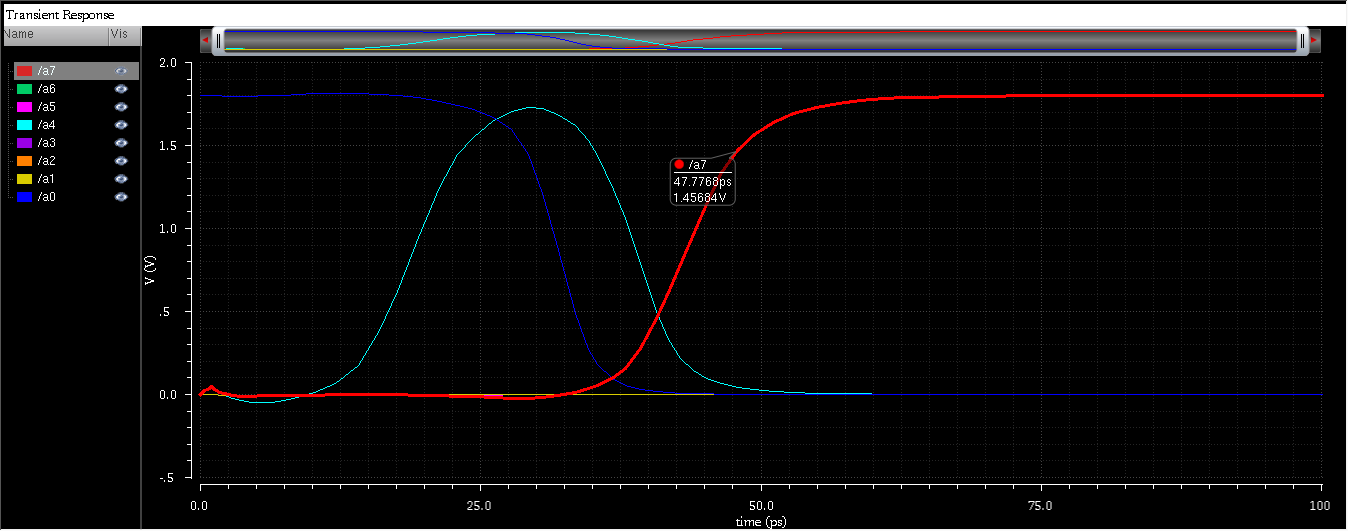 Transient Response
Name Vis
/a7
/a6
/a5
/a4
/a3
/a2
/a1
/a0
2.0
1.5
1.0
.5
0.0
-.5
V (V)
/a7
47.7768ps
1.45684V
0.0 25.0 50.0 75.0 100
time (ps)